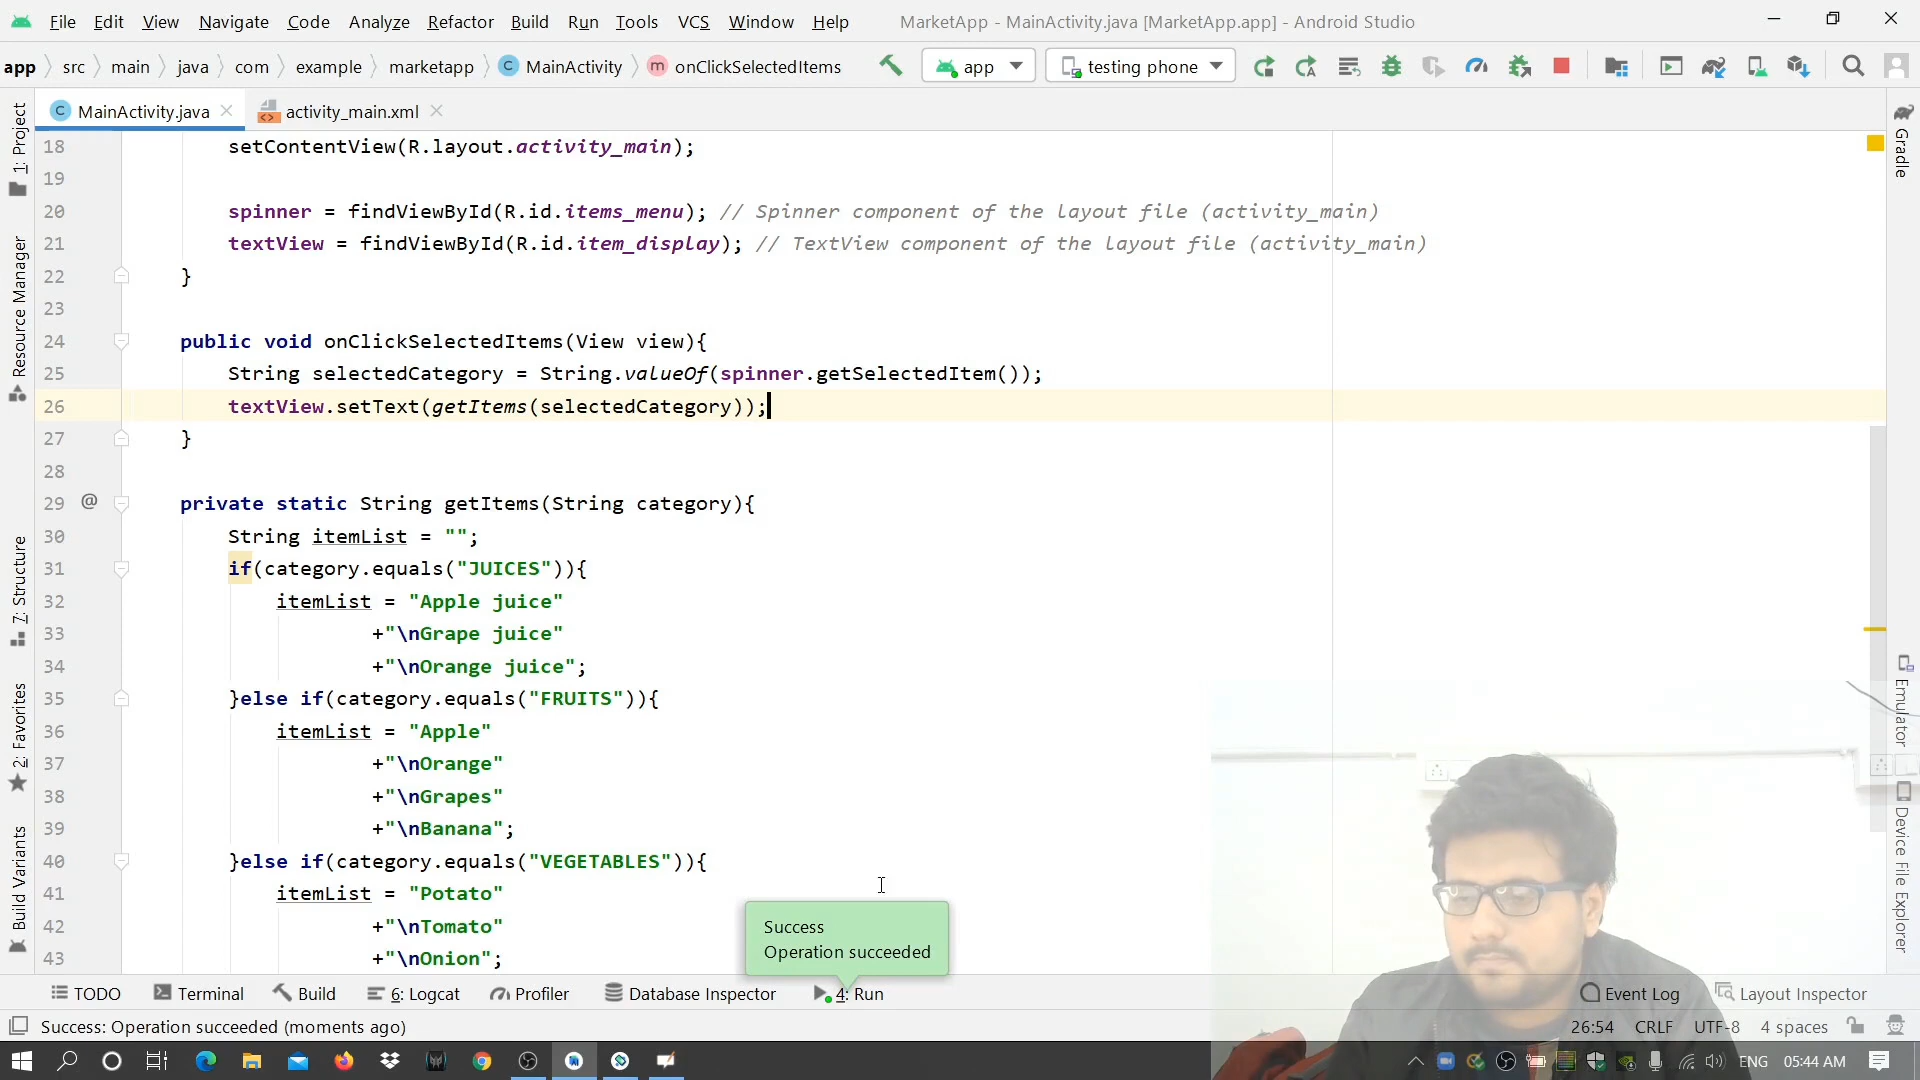 File Edit View Navigate Code Analyze Refactor Build Run Tools VCS Window Help MarketApp - MainActivity.java [MarketApp.app] - Android Studio
app src main java com example marketapp MainActivity onClickSelectedItems app testing phone
MainActivity.java activity_main.xml
1: Project
Resource Manager
7: Structure
2: Favorites
Build Variants
18 setContentView(R.layout.activity_main);
19
20 spinner = findViewById(R.id.items_menu); // Spinner component of the layout file (activity_main)
21 textView = findViewById(R.id.item_display); // TextView component of the layout file (activity_main)
22 }
23
24 public void onClickSelectedItems(View view){
25 String selectedCategory = String.valueOf(spinner.getSelectedItem());
26 textView.setText(getItems(selectedCategory));
27 }
28
29 @ private static String getItems(String category){
30 String itemList = "";
31 if(category.equals("JUICES")){
32 itemList = "Apple juice"
33 +"\nGrape juice"
34 +"\nOrange juice";
35 }else if(category.equals("FRUITS")){
36 itemList = "Apple"
37 +"\nOrange"
38 +"\nGrapes"
39 +"\nBanana";
40 }else if(category.equals("VEGETABLES")){
41 itemList = "Potato"
42 +"\nTomato"
43 +"\nOnion";
Gradle
Emulator
Device File Explorer
Success
Operation succeeded
TODO Terminal Build 6: Logcat Profiler Database Inspector 4: Run Event Log Layout Inspector
Success: Operation succeeded (moments ago) 26:54 CRLF UTF-8 4 spaces
ENG 05:44 AM